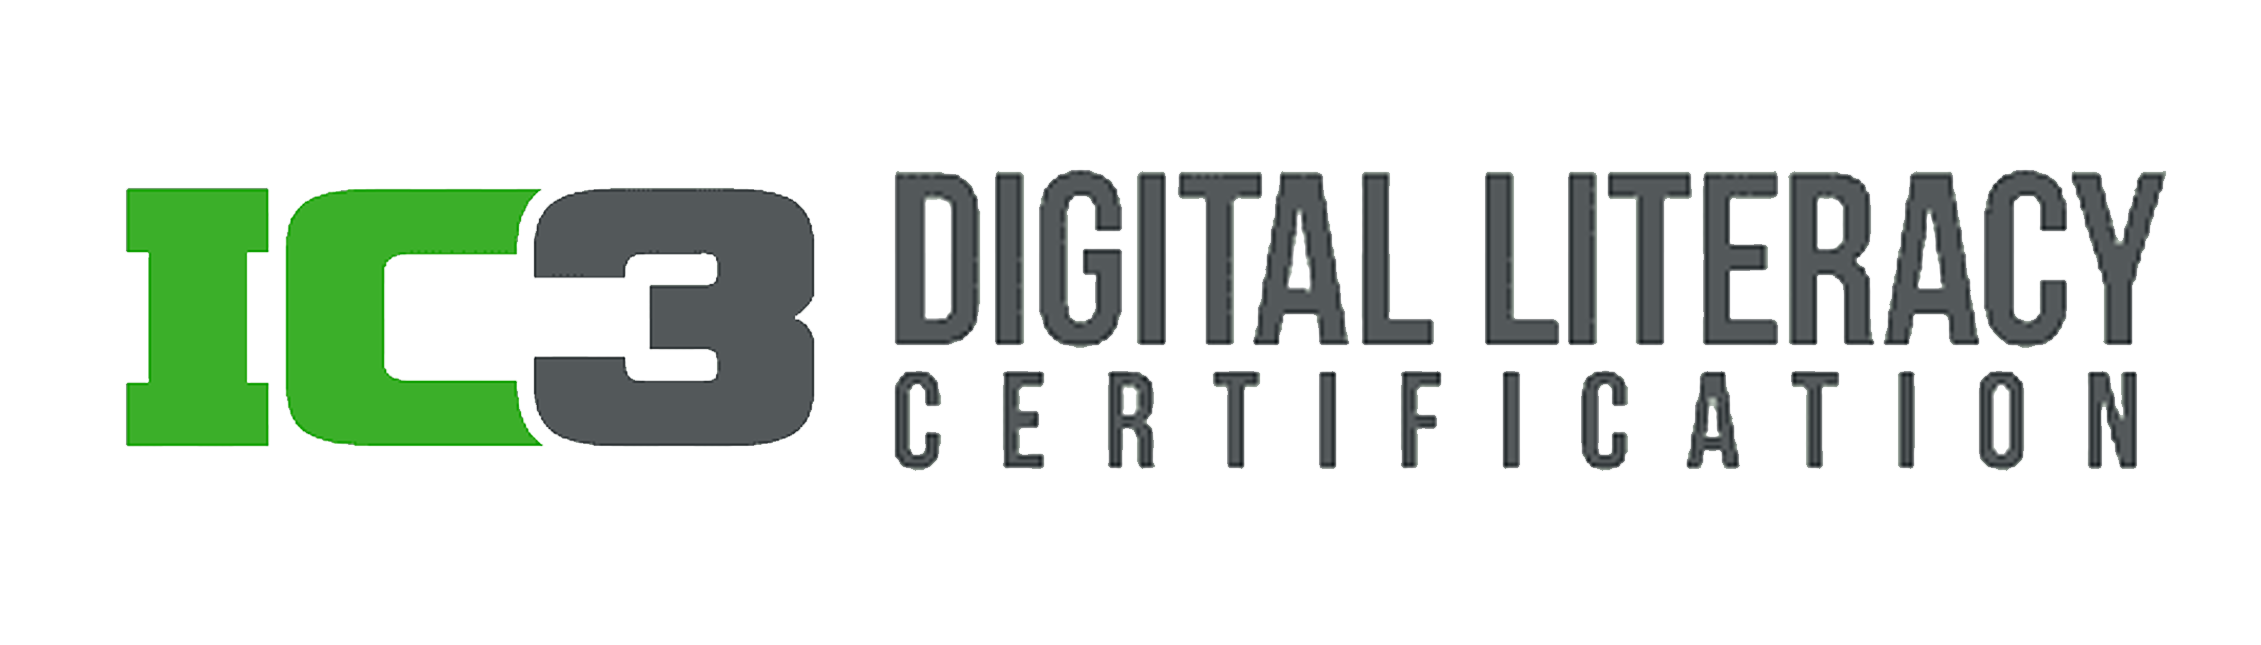 IC3 DIGITAL LITERACY
CERTIFICATION